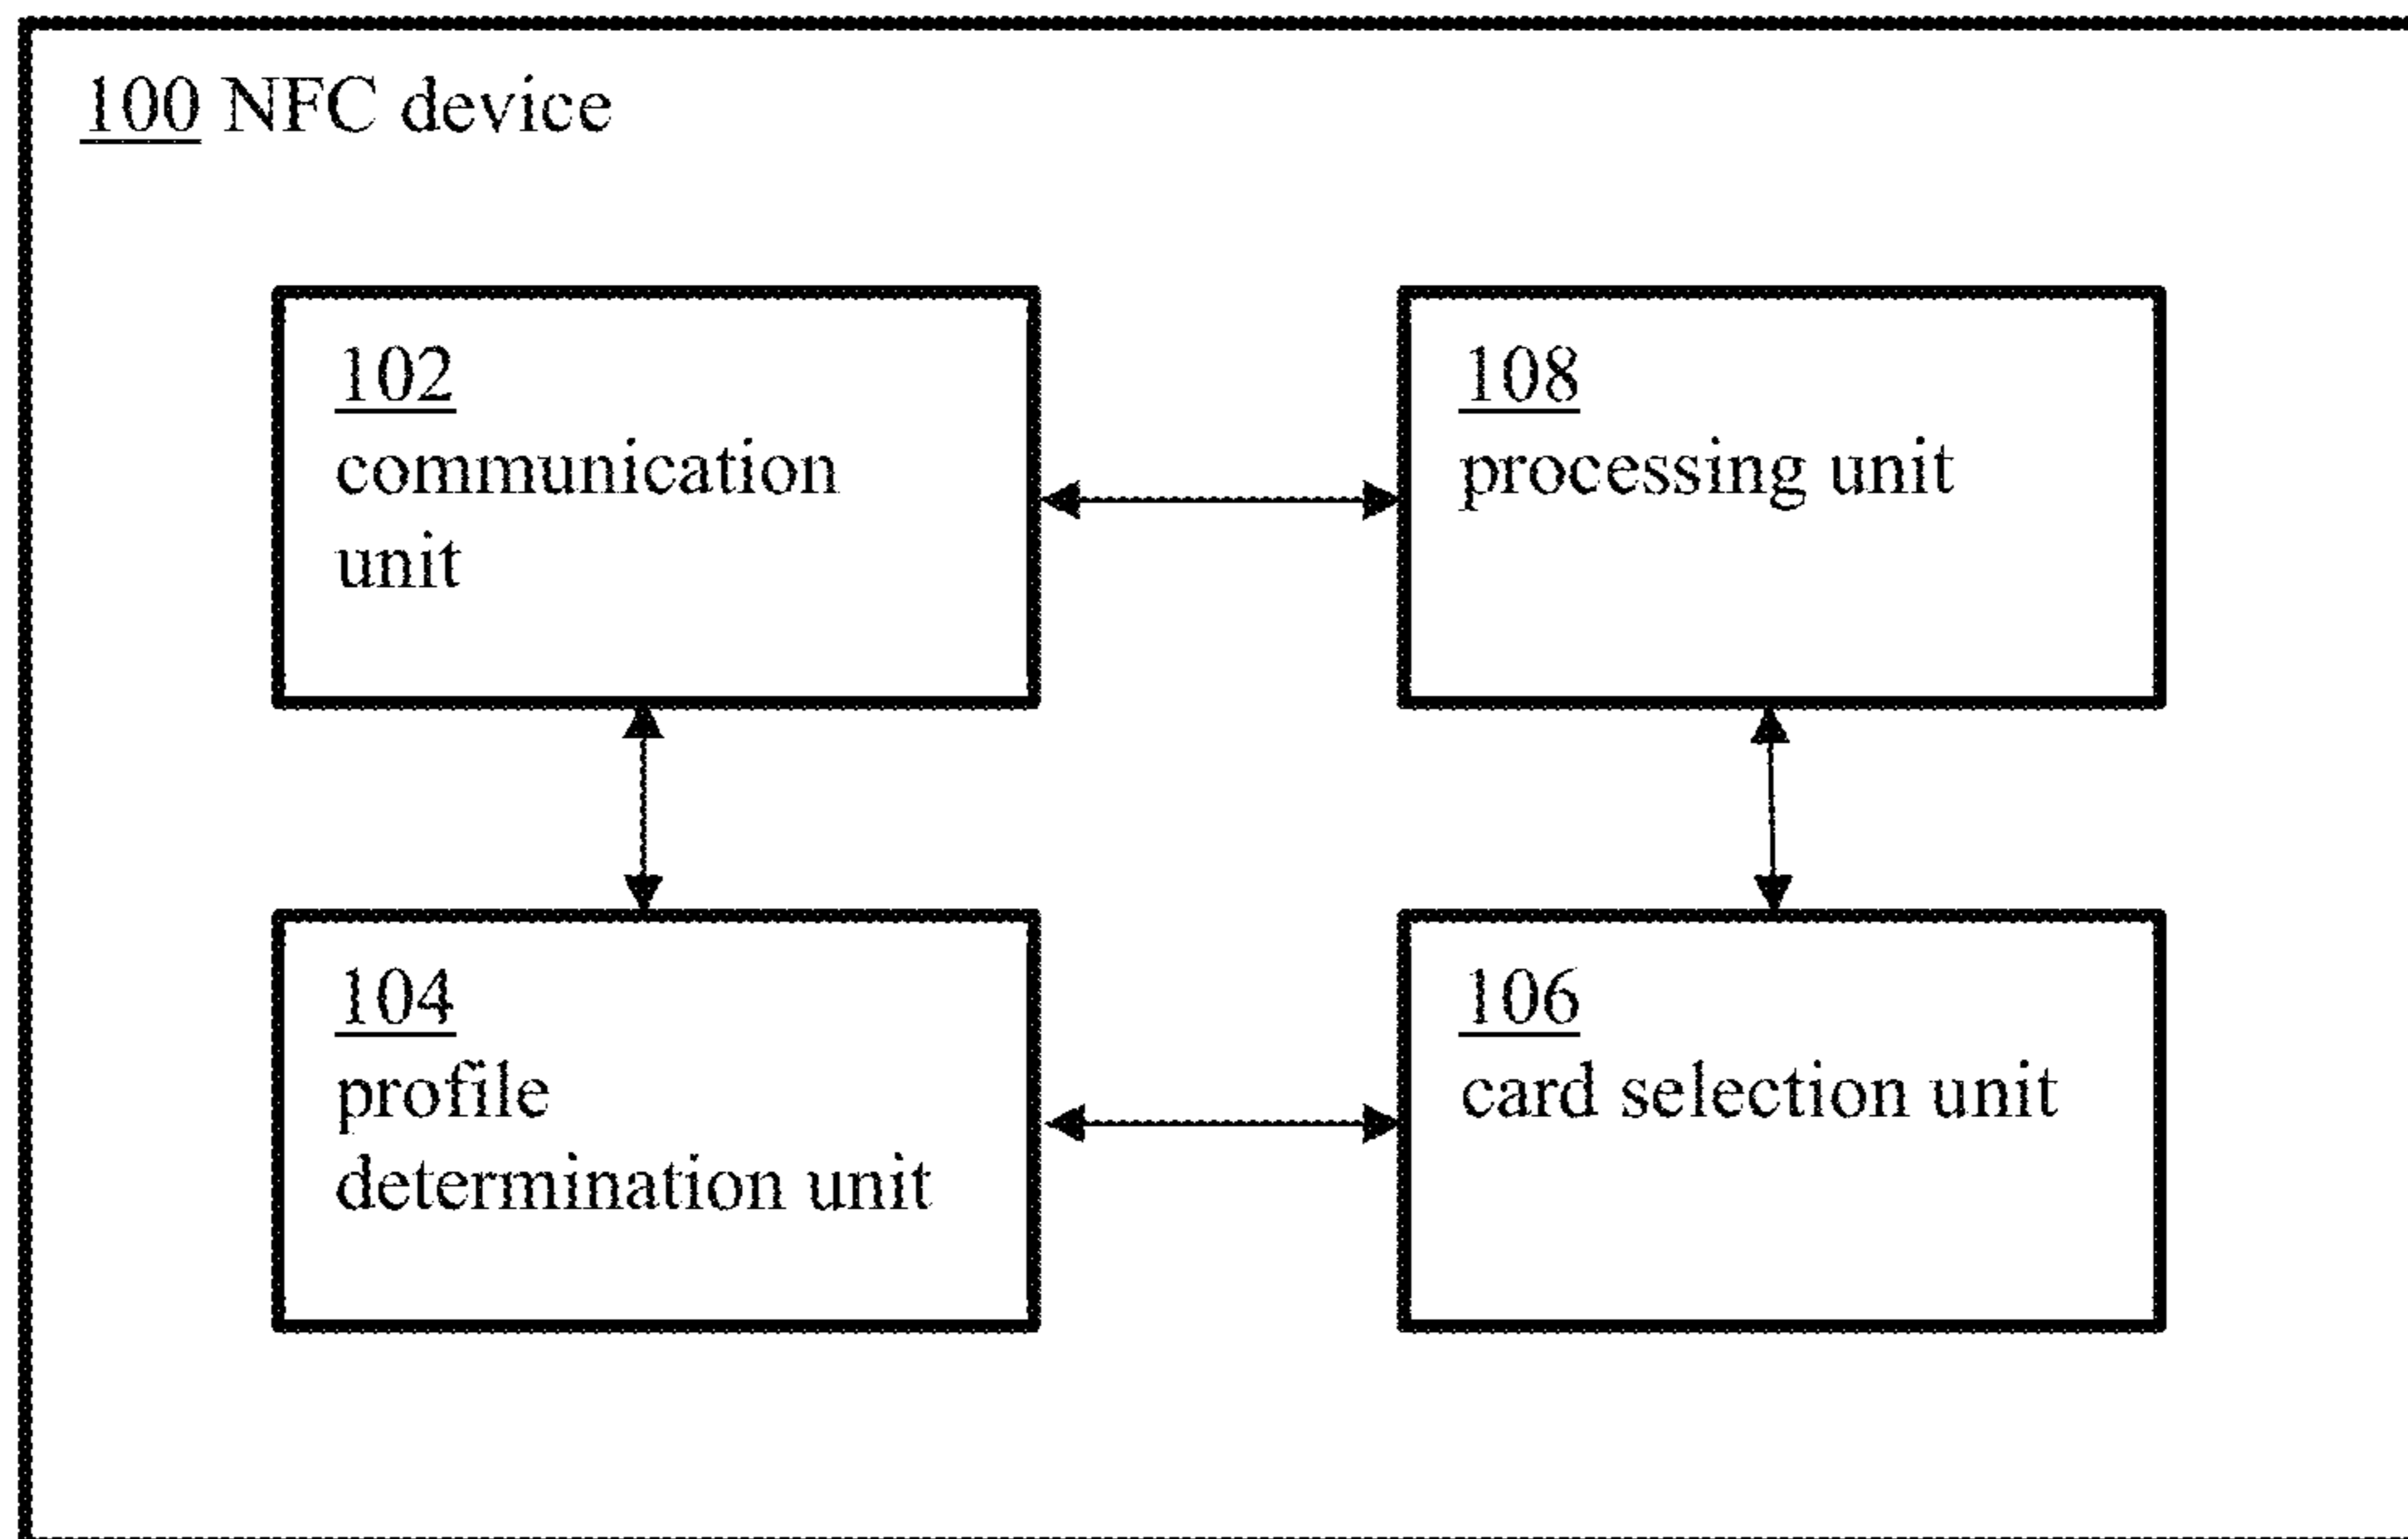 100 NFC device
102
communication
unit
108
processing unit
104
profile
determination unit
106
card selection unit